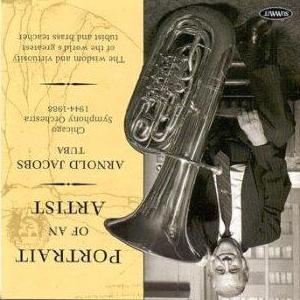 PORTRAIT
OF AN
ARTIST
ARNOLD JACOBS
TUBA
Chicago
Symphony Orchestra
1944-1988
The wisdom and virtuosity
of the world's greatest
tubist and brass teacher
SUMMIT